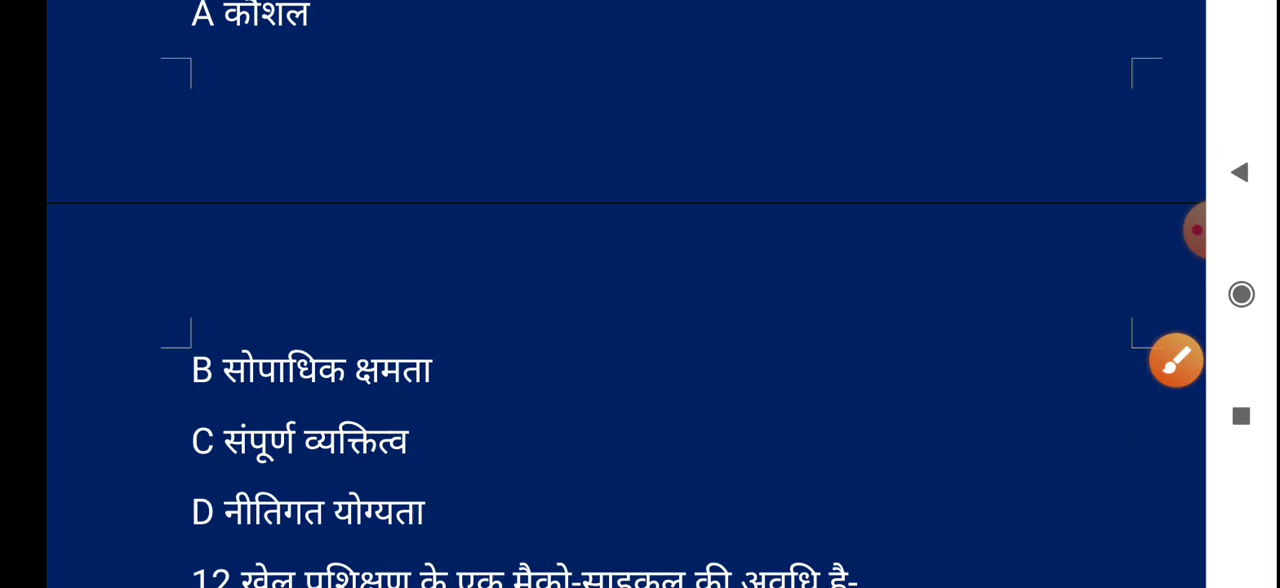 A कौशल
B सोपाधिक क्षमता
C संपूर्ण व्यक्तित्व
D नीतिगत योग्यता
12 खेल प्रशिक्षण के एक मैक्रो-साइकल की अवधि है-